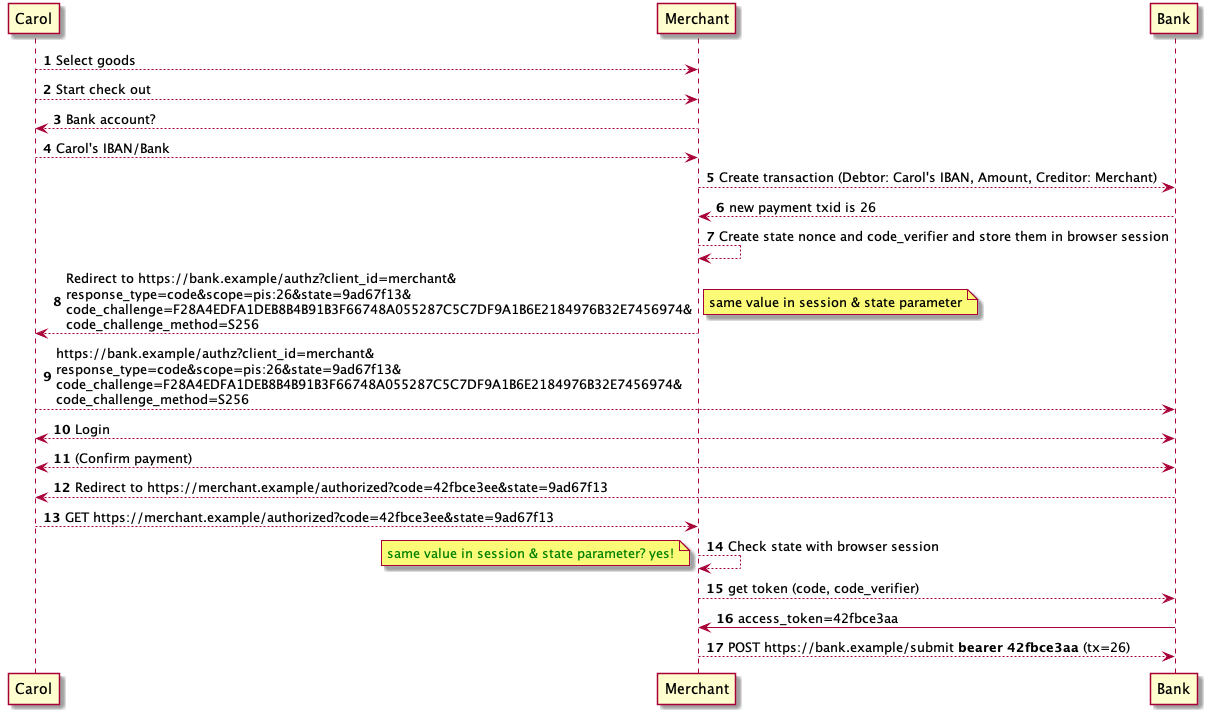 Carol
Merchant
Bank
1 Select goods
2 Start check out
3 Bank account?
4 Carol's IBAN/Bank
5 Create transaction (Debtor: Carol's IBAN, Amount, Creditor: Merchant)
6 new payment txid is 26
7 Create state nonce and code_verifier and store them in browser session
8 Redirect to https://bank.example/authz?client_id=merchant&
response_type=code&scope=pis:26&state=9ad67f13&
code_challenge=F28A4EDFA1DEB8B4B91B3F66748A055287C5C7DF9A1B6E2184976B32E7456974&
code_challenge_method=S256
same value in session & state parameter
9 https://bank.example/authz?client_id=merchant&
response_type=code&scope=pis:26&state=9ad67f13&
code_challenge=F28A4EDFA1DEB8B4B91B3F66748A055287C5C7DF9A1B6E2184976B32E7456974&
code_challenge_method=S256
10 Login
11 (Confirm payment)
12 Redirect to https://merchant.example/authorized?code=42fbce3ee&state=9ad67f13
13 GET https://merchant.example/authorized?code=42fbce3ee&state=9ad67f13
14 Check state with browser session
same value in session & state parameter? yes!
15 get token (code, code_verifier)
16 access_token=42fbce3aa
17 POST https://bank.example/submit bearer 42fbce3aa (tx=26)
Carol
Merchant
Bank